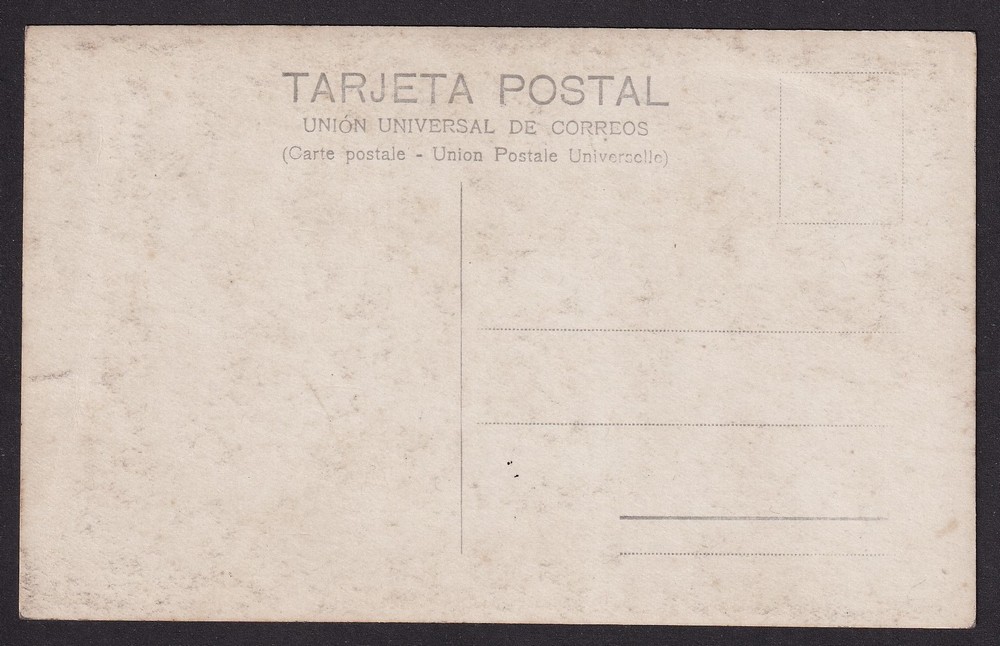 TARJETA POSTAL
UNIÓN UNIVERSAL DE CORREOS
(Carte postale - Union Postale Universelle)